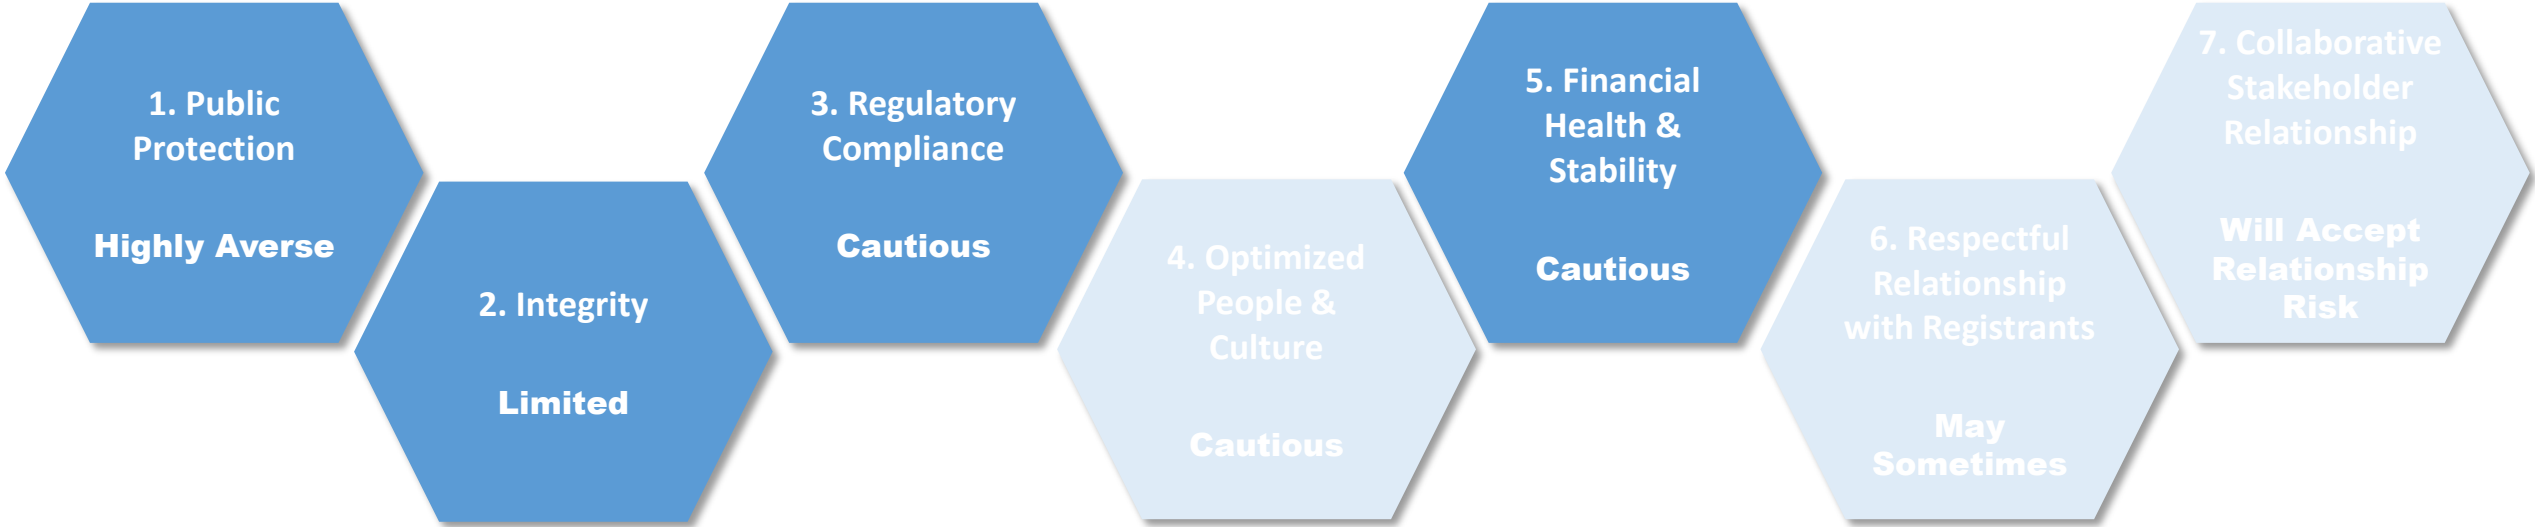 1. Public
Protection
Highly Averse
2. Integrity
Limited
3. Regulatory
Compliance
Cautious
4. Optimized
People &
Culture
Cautious
5. Financial
Health &
Stability
Cautious
6. Respectful
Relationship
with Registrants
May
Sometimes
7. Collaborative
Stakeholder
Relationship
Will Accept
Relationship
Risk